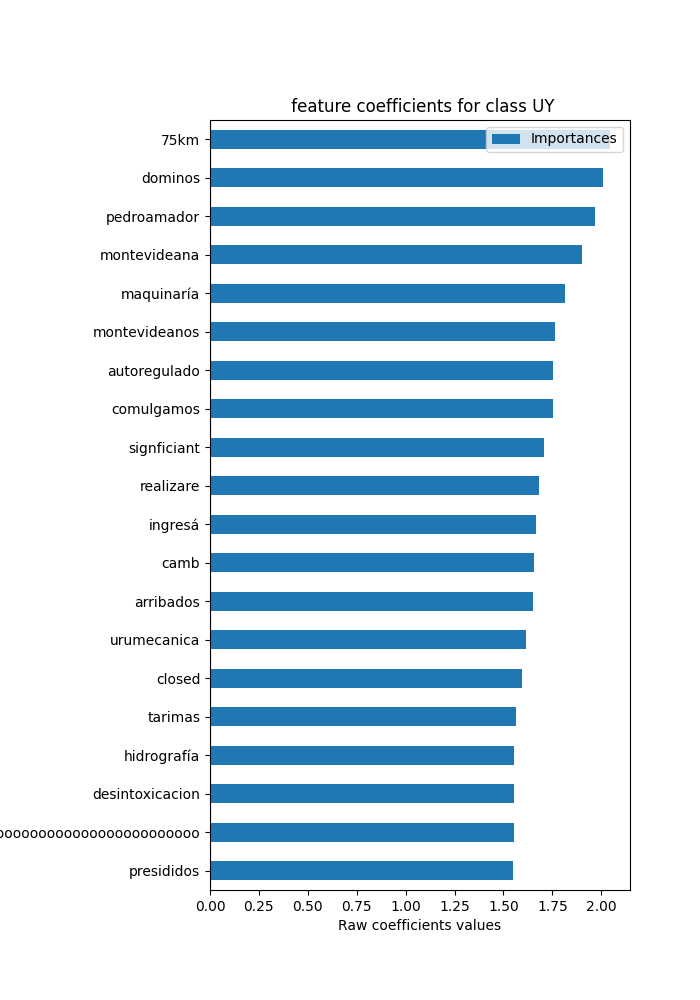 feature coefficients for class UY
Importances
75km
dominos
pedroamador
montevideana
maquinaría
montevideanos
autoregulado
comulgamos
signficiant
realizare
ingresá
camb
arribados
urumecanica
closed
tarimas
hidrografía
desintoxicacion
presididos
0.00 0.25 0.50 0.75 1.00 1.25 1.50 1.75 2.00
Raw coefficients values